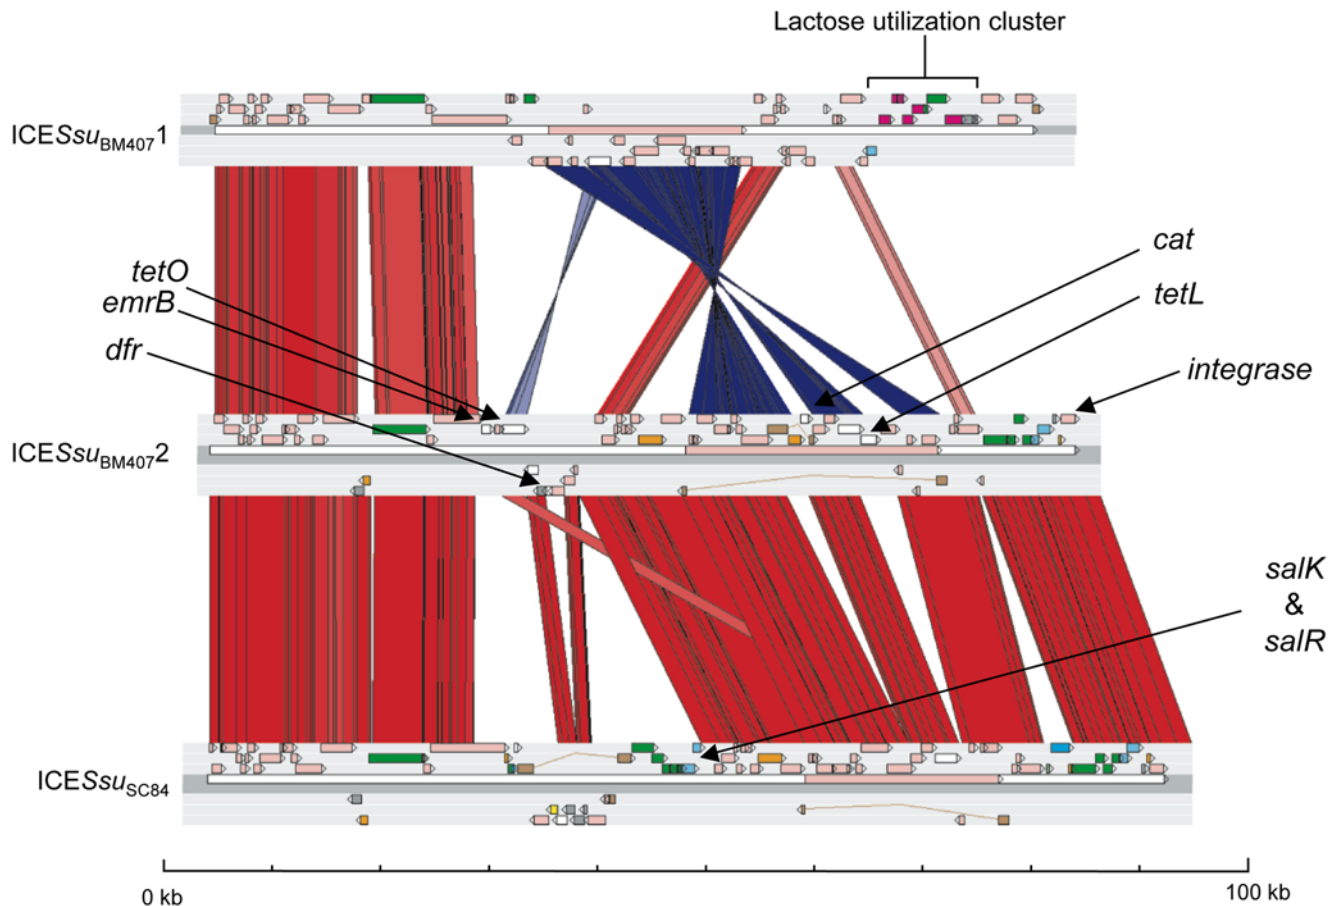 Lactose utilization cluster
ICESsuBM4071
tetO
emrB
dfr
cat
tetL
integrase
ICESsuBM4072
salK
&
salR
ICESsuSC84
0 kb
100 kb